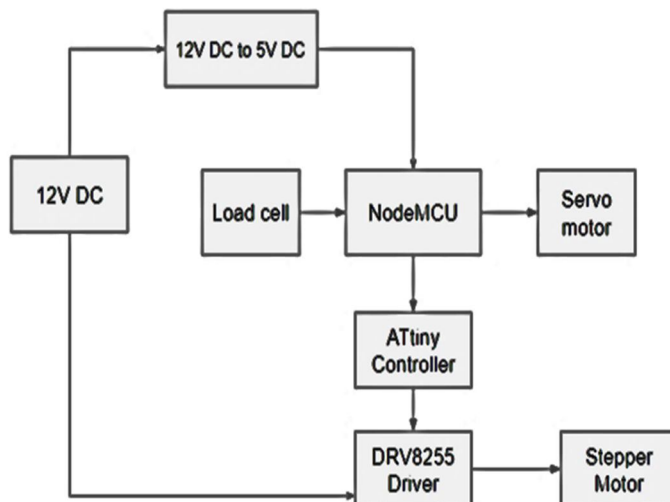 12V DC to 5V DC
12V DC
Load cell
NodeMCU
Servo
motor
ATtiny
Controller
DRV8255
Driver
Stepper
Motor